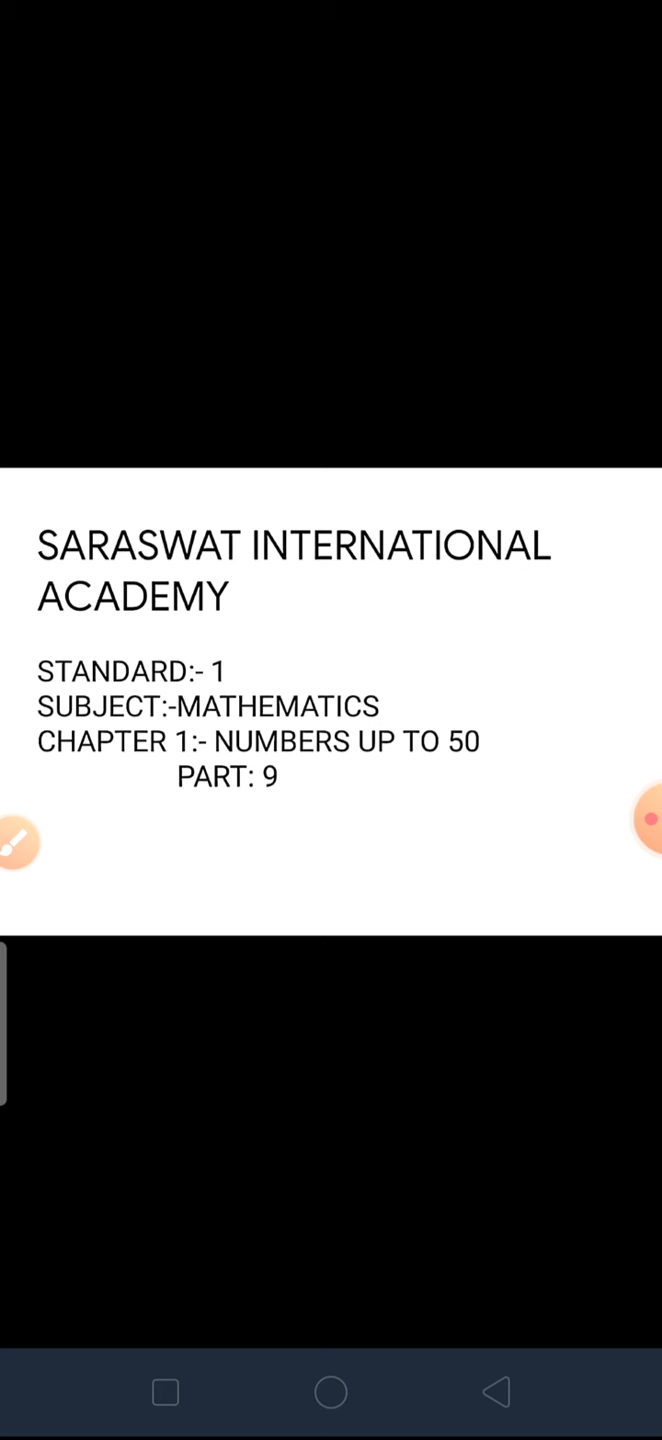 SARASWAT INTERNATIONAL
ACADEMY
STANDARD:- 1
SUBJECT:-MATHEMATICS
CHAPTER 1:- NUMBERS UP TO 50
PART: 9